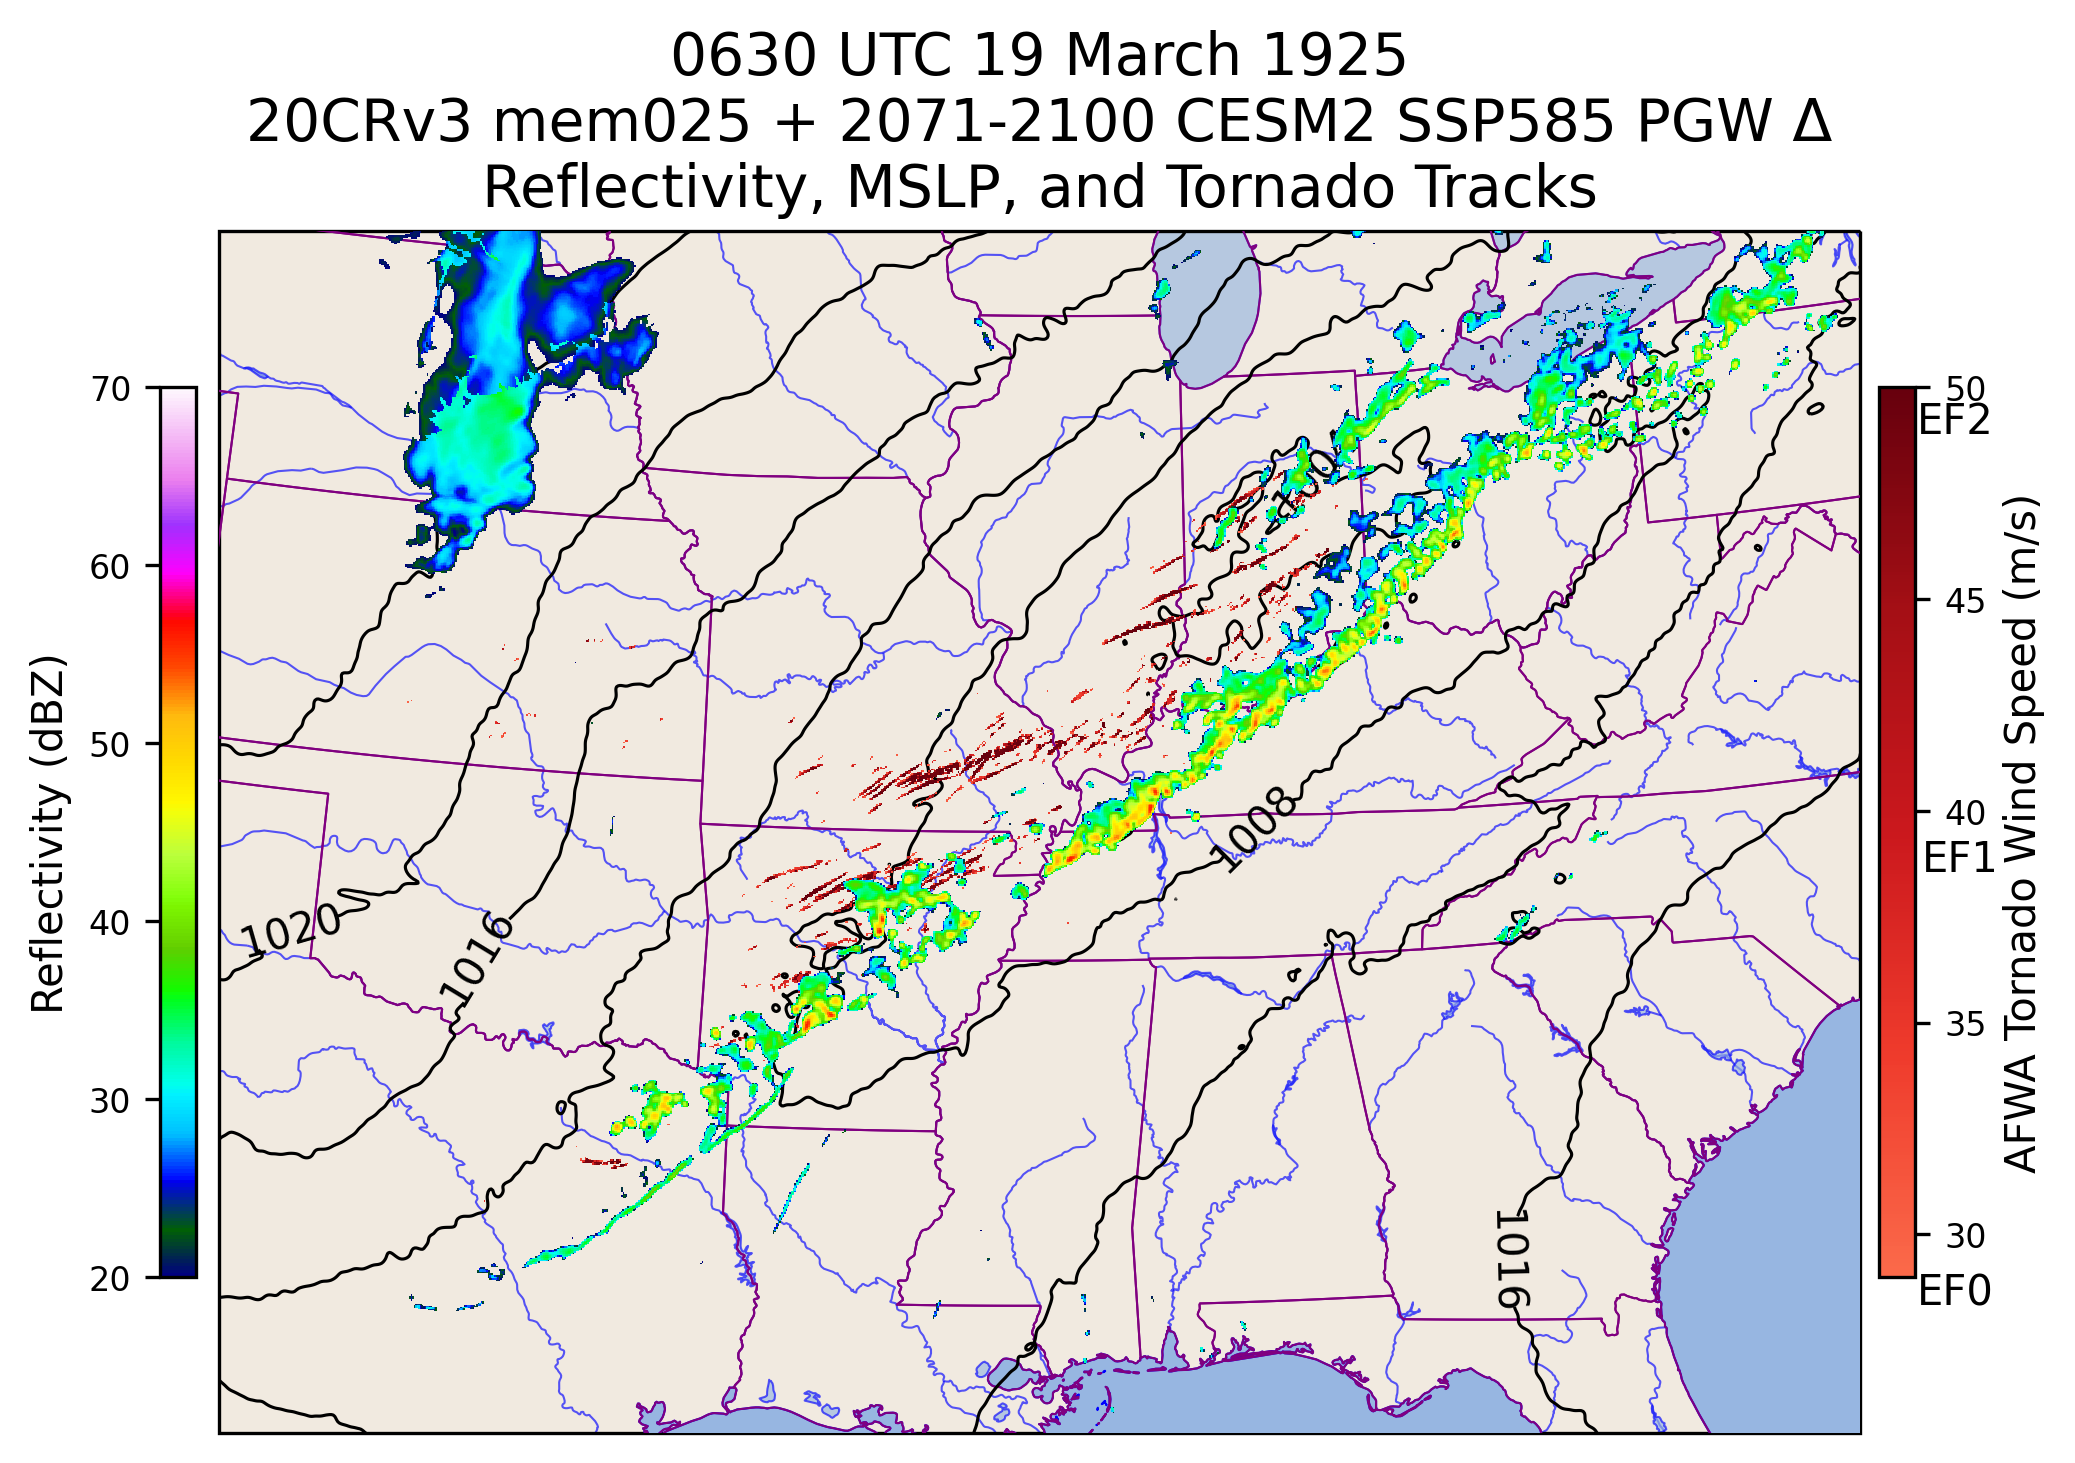 0630 UTC 19 March 1925
20CRv3 mem025 + 2071-2100 CESM2 SSP585 PGW Δ
Reflectivity, MSLP, and Tornado Tracks
70
60
50
40
30
20
Reflectivity (dBZ)
1020
1016
1008
1016
50
EF2
45
40
EF1
35
30
EF0
AFWA Tornado Wind Speed (m/s)